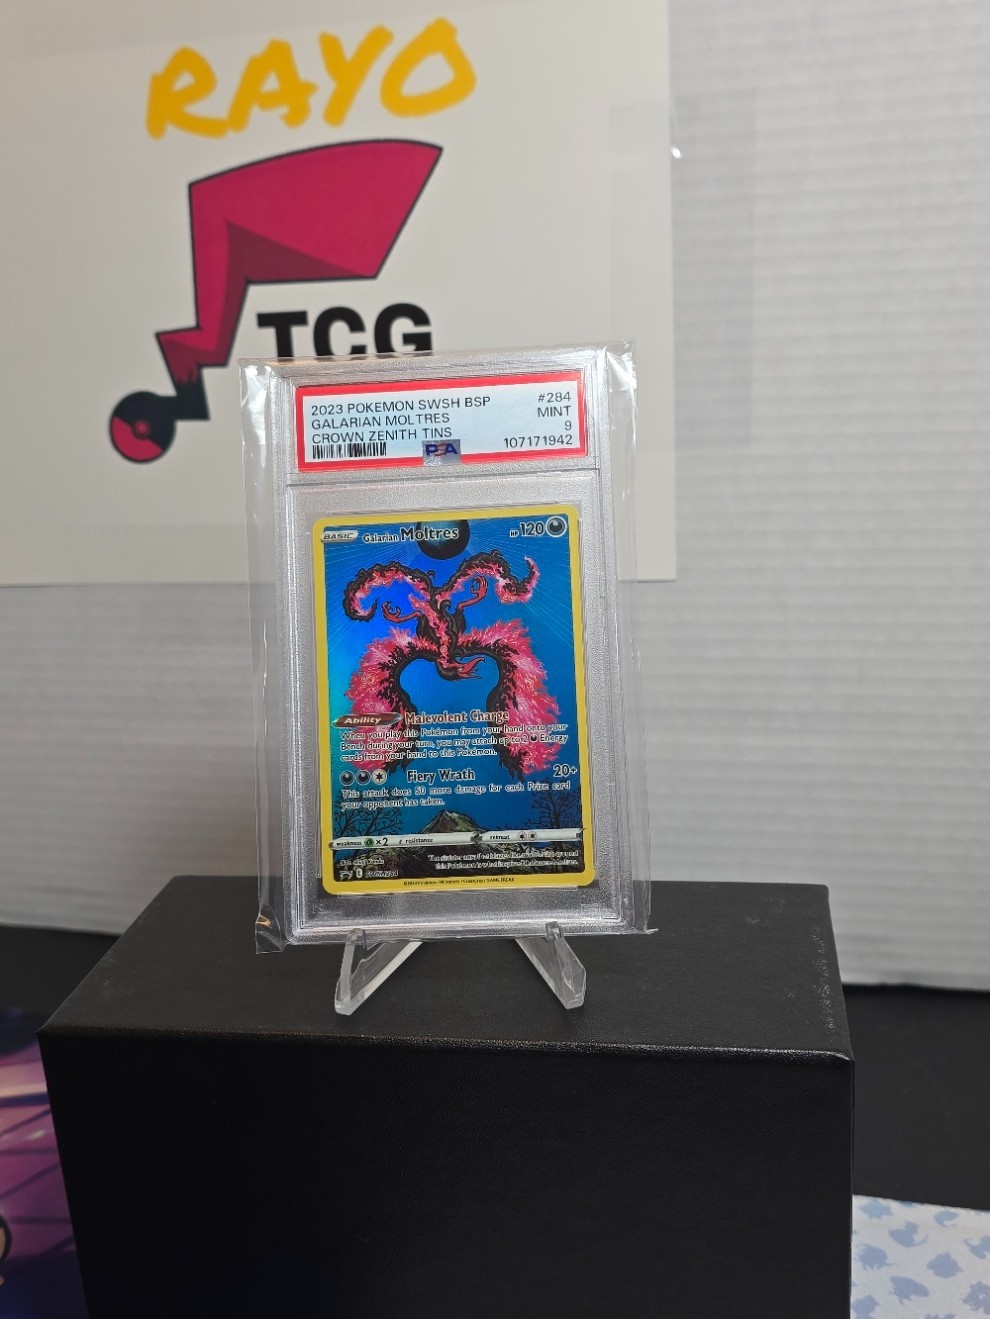 RAYO
TCG
2023 POKEMON SWSH BSP #284
GALARIAN MOLTRES MINT
CROWN ZENITH TINS 9
PSA 107171942
BASIC Galarian Moltres HP 120
Ability Malevolent Charge
When you play this Pokémon from your hand onto your
Bench during your turn, you may attach up to 2 Energy
cards from your hand to this Pokémon.
Fiery Wrath 20+
This attack does 50 more damage for each Prize card
your opponent has taken.
weakness ×2 resistance retreat